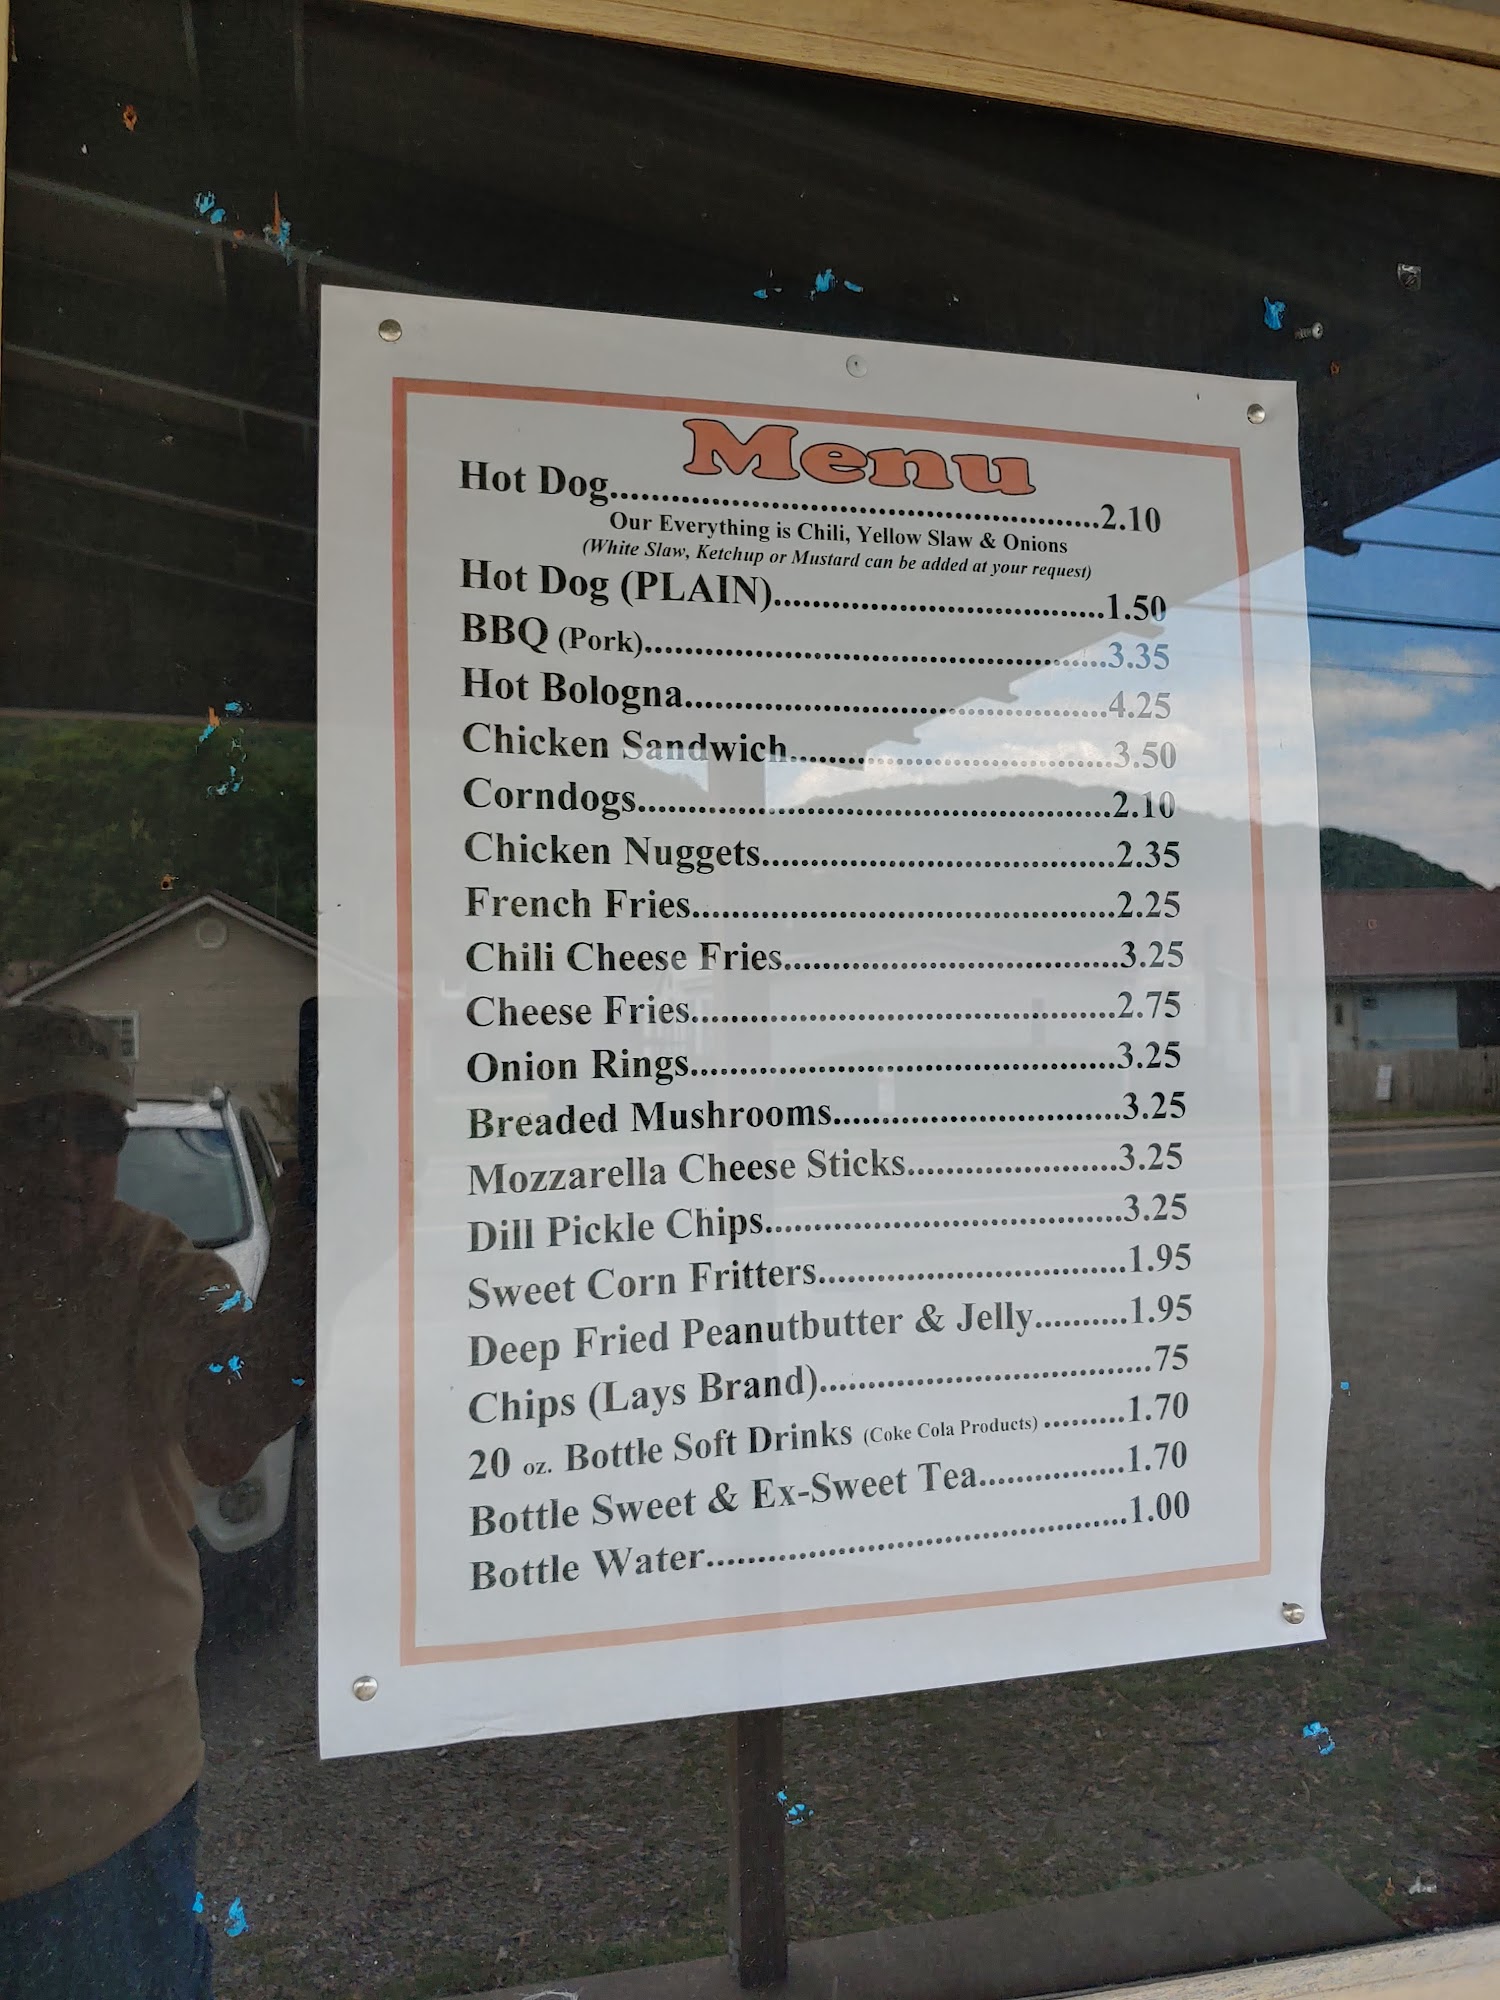 Menu
Hot Dog..........................................................2.10
Our Everything is Chili, Yellow Slaw & Onions
(White Slaw, Ketchup or Mustard can be added at your request)
Hot Dog (PLAIN).......................................1.50
BBQ (Pork)......................................................3.35
Hot Bologna..................................................4.25
Chicken Sandwich.......................................3.50
Corndogs........................................................2.10
Chicken Nuggets..........................................2.35
French Fries..................................................2.25
Chili Cheese Fries........................................3.25
Cheese Fries..................................................2.75
Onion Rings..................................................3.25
Breaded Mushrooms..................................3.25
Mozzarella Cheese Sticks.........................3.25
Dill Pickle Chips..........................................3.25
Sweet Corn Fritters.....................................1.95
Deep Fried Peanutbutter & Jelly...........1.95
Chips (Lays Brand).......................................75
20 oz. Bottle Soft Drinks (Coke Cola Products) ..........1.70
Bottle Sweet & Ex-Sweet Tea..................1.70
Bottle Water..................................................1.00